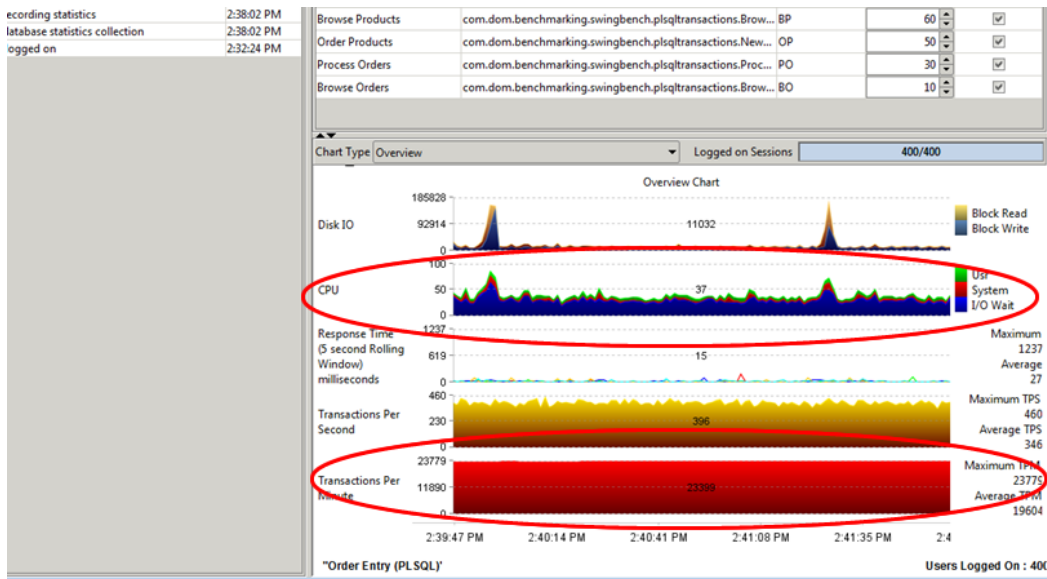 ecording statistics 2:38:02 PM
latabase statistics collection 2:38:02 PM
ogged on 2:32:24 PM
Browse Products com.dom.benchmarking.swingbench.plsqltransactions.Brow... BP 60
Order Products com.dom.benchmarking.swingbench.plsqltransactions.New... OP 50
Process Orders com.dom.benchmarking.swingbench.plsqltransactions.Proc... PO 30
Browse Orders com.dom.benchmarking.swingbench.plsqltransactions.Brow... BO 10
Chart Type Overview Logged on Sessions 400/400
Overview Chart
185828
Disk IO 92914 11032
0
Block Read
Block Write
100
CPU 50 37
0
Usr
System
I/O Wait
Response Time
(5 second Rolling
Window)
milliseconds
1237
619 15
0
Maximum
1237
Average
27
Transactions Per
Second
460
230 396
0
Maximum TPS
460
Average TPS
346
Transactions Per
Minute
23779
11890 23399
0
Maximum TPM
23779
Average TPM
19604
2:39:47 PM 2:40:14 PM 2:40:41 PM 2:41:08 PM 2:41:35 PM 2:4
"Order Entry (PLSQL)' Users Logged On : 400